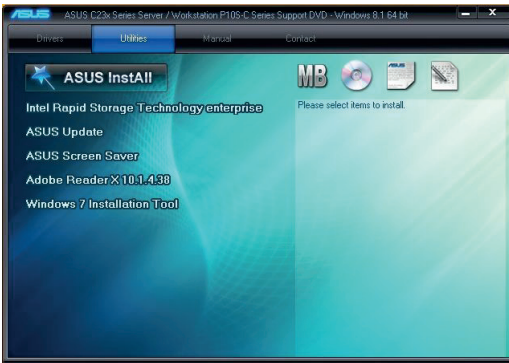 ASUS ASUS C23x Series Server / Workstation P10S-C Series Support DVD - Windows 8.1 64 bit
Drivers Utilities Manual Contact
ASUS InstAll
MB
Please select items to install.
Intel Rapid Storage Technology enterprise
ASUS Update
ASUS Screen Saver
Adobe Reader X 10.1.4.38
Windows 7 Installation Tool